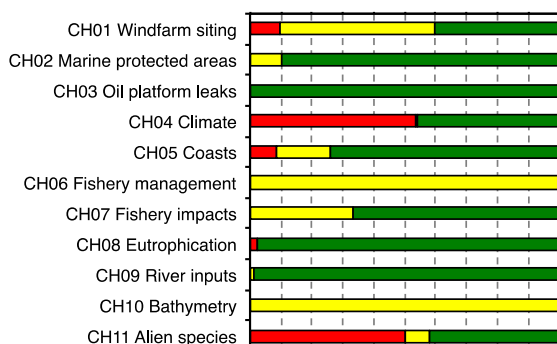 CH01 Windfarm siting
CH02 Marine protected areas
CH03 Oil platform leaks
CH04 Climate
CH05 Coasts
CH06 Fishery management
CH07 Fishery impacts
CH08 Eutrophication
CH09 River inputs
CH10 Bathymetry
CH11 Alien species